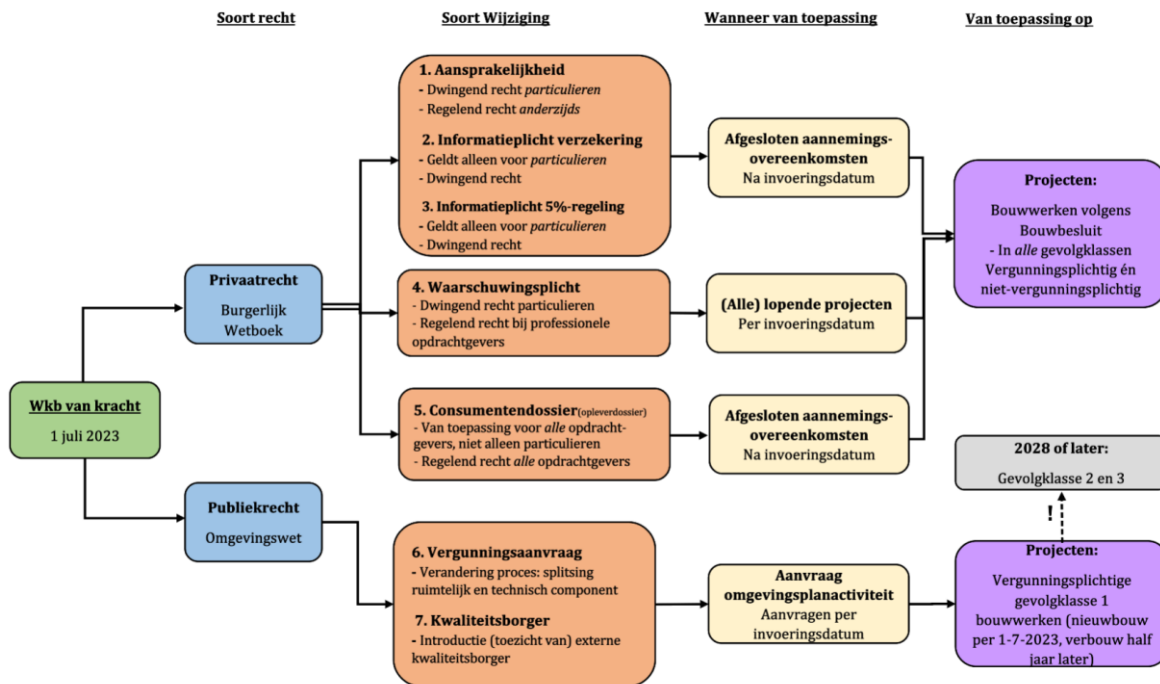 Soort recht
Soort Wijziging
Wanneer van toepassing
Van toepassing op
Wkb van kracht
1 juli 2023
Privaatrecht
Burgerlijk
Wetboek
Publiekrecht
Omgevingswet
1. Aansprakelijkheid
- Dwingend recht particulieren
- Regelend recht anderzijds
2. Informatieplicht verzekering
- Geldt alleen voor particulieren
- Dwingend recht
3. Informatieplicht 5%-regeling
- Geldt alleen voor particulieren
- Dwingend recht
4. Waarschuwingsplicht
- Dwingend recht particulieren
- Regelend recht bij professionele
opdrachtgevers
5. Consumentendossier(opleverdossier)
- Van toepassing voor alle opdracht-
gevers, niet alleen particulieren
- Regelend recht alle opdrachtgevers
6. Vergunningsaanvraag
- Verandering proces: splitsing
ruimtelijk en technisch component
7. Kwaliteitsborger
- Introductie (toezicht van) externe
kwaliteitsborger
Afgesloten aannemings-
overeenkomsten
Na invoeringsdatum
(Alle) lopende projecten
Per invoeringsdatum
Afgesloten aannemings-
overeenkomsten
Na invoeringsdatum
Aanvraag
omgevingsplanactiviteit
Aanvragen per
invoeringsdatum
Projecten:
Bouwwerken volgens
Bouwbesluit
- In alle gevolgklassen
Vergunningsplichtig én
niet-vergunningsplichtig
2028 of later:
Gevolgklasse 2 en 3
!
Projecten:
Vergunningsplichtige
gevolgklasse 1
bouwwerken (nieuwbouw
per 1-7-2023, verbouw half
jaar later)